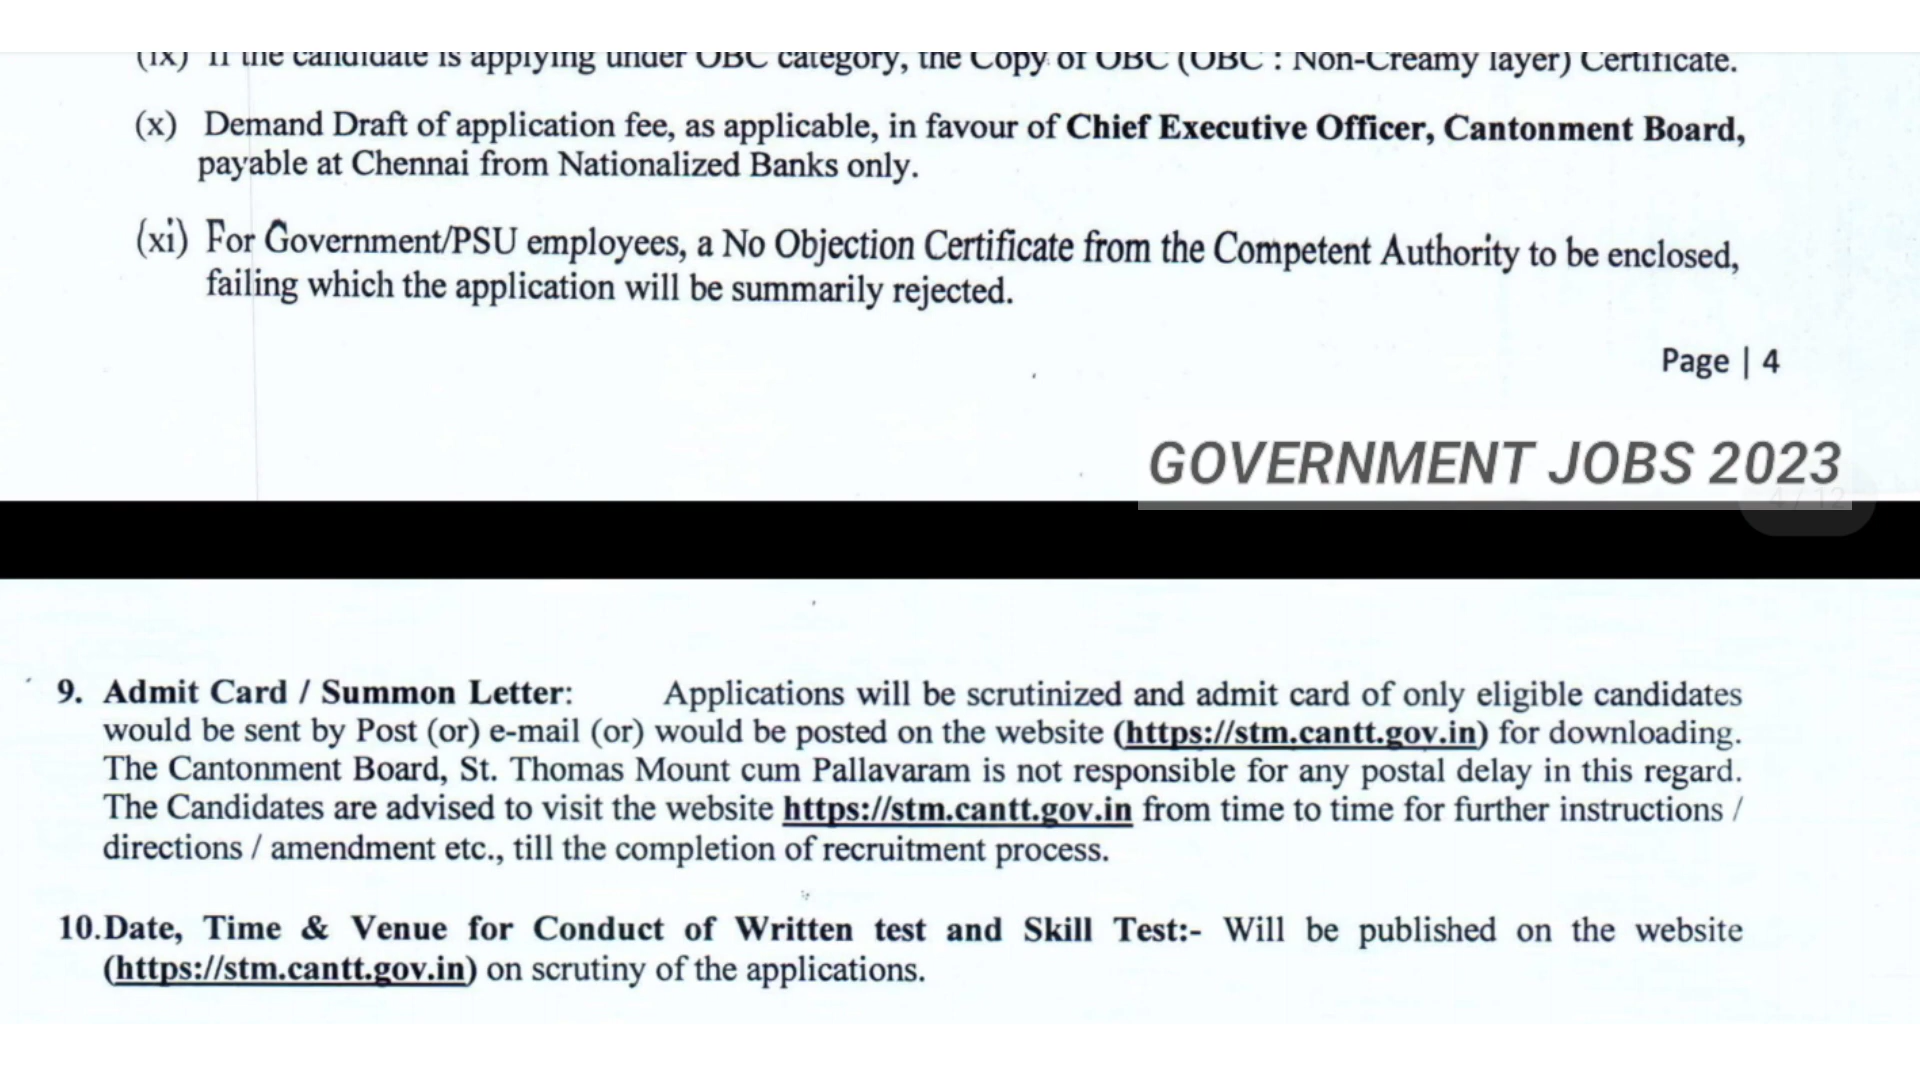 (ix) If the candidate is applying under OBC category, the Copy of OBC (OBC : Non-Creamy layer) Certificate.
(x) Demand Draft of application fee, as applicable, in favour of Chief Executive Officer, Cantonment Board,
payable at Chennai from Nationalized Banks only.
(xi) For Government/PSU employees, a No Objection Certificate from the Competent Authority to be enclosed,
failing which the application will be summarily rejected.
Page | 4
GOVERNMENT JOBS 2023
4 / 12
9. Admit Card / Summon Letter: Applications will be scrutinized and admit card of only eligible candidates
would be sent by Post (or) e-mail (or) would be posted on the website (https://stm.cantt.gov.in) for downloading.
The Cantonment Board, St. Thomas Mount cum Pallavaram is not responsible for any postal delay in this regard.
The Candidates are advised to visit the website https://stm.cantt.gov.in from time to time for further instructions /
directions / amendment etc., till the completion of recruitment process.
10.Date, Time & Venue for Conduct of Written test and Skill Test:- Will be published on the website
(https://stm.cantt.gov.in) on scrutiny of the applications.